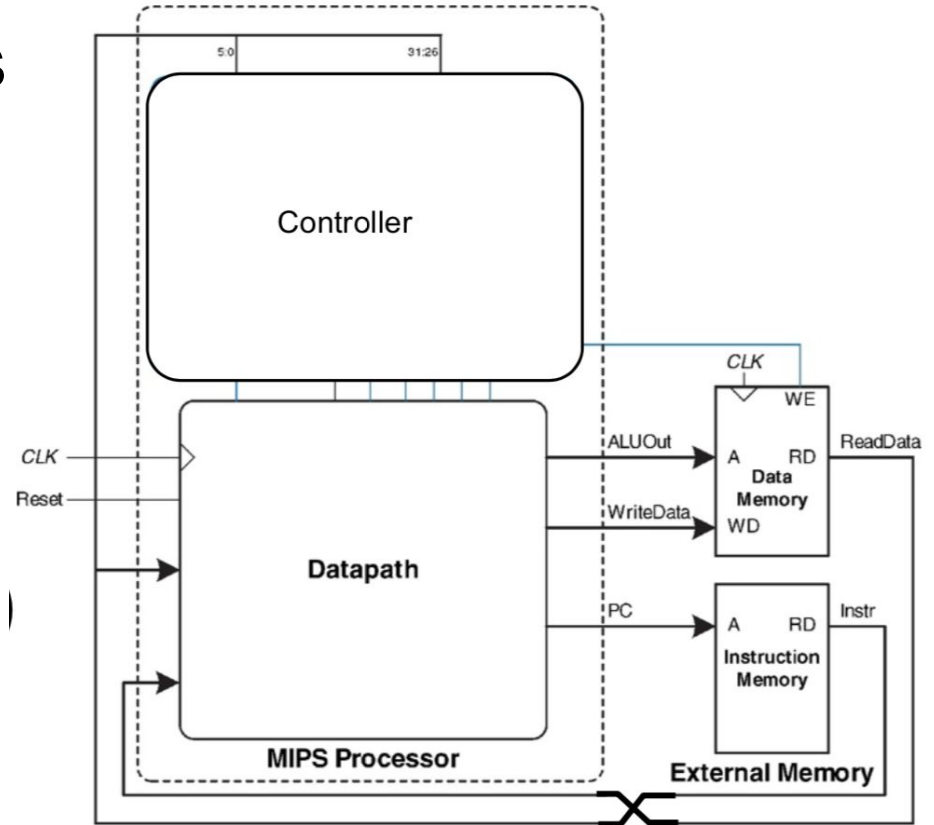 s
5:0
31:26
Controller
CLK
WE
CLK
ALUOut
A
RD
ReadData
Data
Memory
Reset
WriteData
WD
Datapath
PC
A
RD
Instr
Instruction
Memory
)
MIPS Processor
External Memory